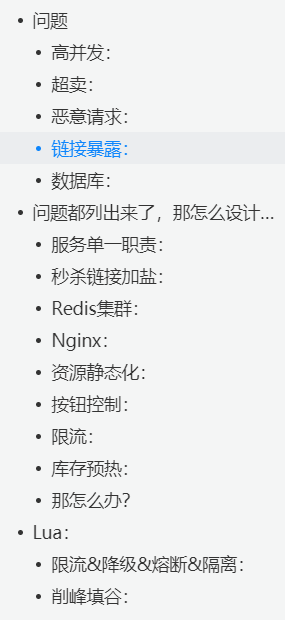 问题
高并发：
超卖：
恶意请求：
链接暴露：
数据库：
问题都列出来了，那怎么设计...
服务单一职责：
秒杀链接加盐：
Redis集群：
Nginx：
资源静态化：
按钮控制：
限流：
库存预热：
那怎么办？
Lua：
限流&降级&熔断&隔离：
削峰填谷：